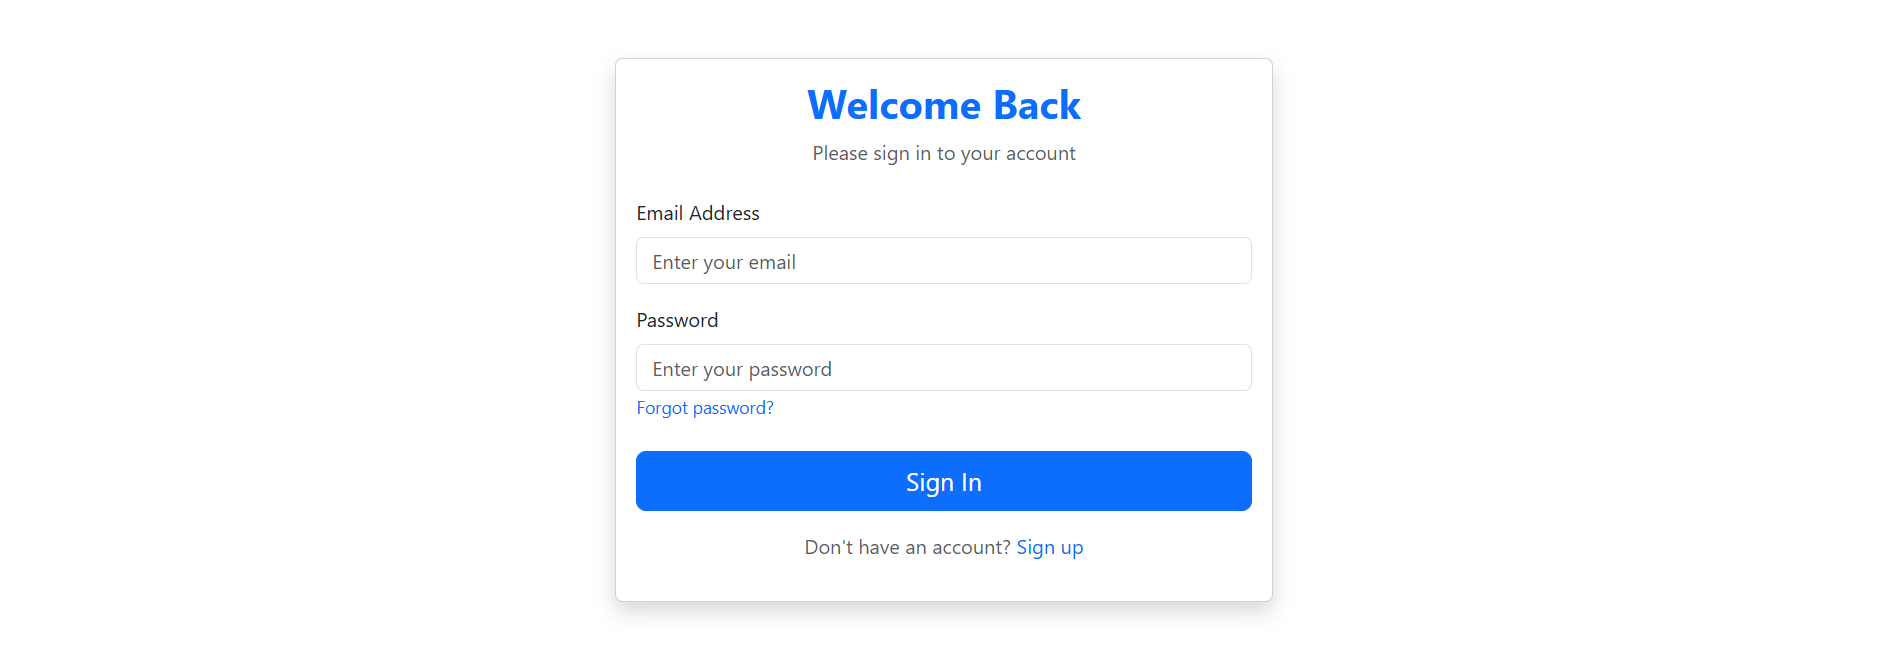 Welcome Back
Please sign in to your account
Email Address
Enter your email
Password
Enter your password
Forgot password?
Sign In
Don't have an account? Sign up